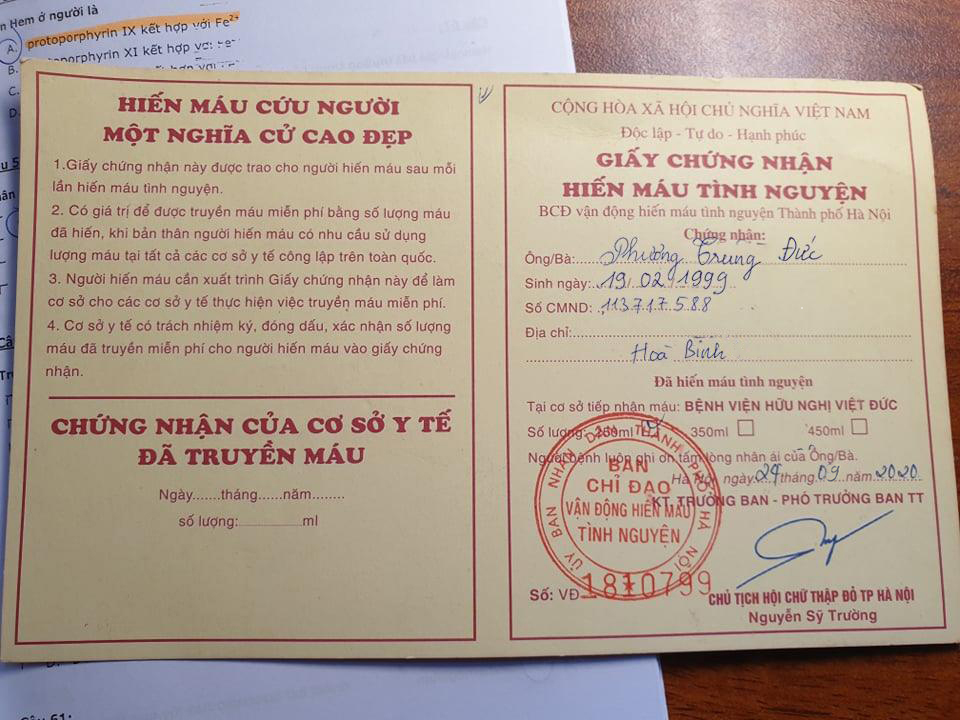 n Hem ở người là
A. protoporphyrin IX kết hợp với Fe²⁺
B. oporphyrin XI kết hợp
C.
D.
HIẾN MÁU CỨU NGƯỜI
MỘT NGHĨA CỬ CAO ĐẸP
1.Giấy chứng nhận này được trao cho người hiến máu sau mỗi
lần hiến máu tình nguyện.
2. Có giá trị để được truyền máu miễn phí bằng số lượng máu
đã hiến, khi bản thân người hiến máu có nhu cầu sử dụng
lượng máu tại tất cả các cơ sở y tế công lập trên toàn quốc.
3. Người hiến máu cần xuất trình Giấy chứng nhận này để làm
cơ sở cho các cơ sở y tế thực hiện việc truyền máu miễn phí.
4. Cơ sở y tế có trách nhiệm ký, đóng dấu, xác nhận số lượng
máu đã truyền miễn phí cho người hiến máu vào giấy chứng
nhận.
CHỨNG NHẬN CỦA CƠ SỞ Y TẾ
ĐÃ TRUYỀN MÁU
Ngày......tháng......năm........
số lượng:................ml
CỘNG HÒA XÃ HỘI CHỦ NGHĨA VIỆT NAM
Độc lập - Tự do - Hạnh phúc
GIẤY CHỨNG NHẬN
HIẾN MÁU TÌNH NGUYỆN
BCĐ vận động hiến máu tình nguyện Thành phố Hà Nội
Chứng nhận:
Ông/Bà: Phương Trung Đức
Sinh ngày: 19/02/1999
Số CMND: 113717588
Địa chỉ:
Hoà Bình
Đã hiến máu tình nguyện
Tại cơ sở tiếp nhận máu: BỆNH VIỆN HỮU NGHỊ VIỆT ĐỨC
Số lượng: 250ml 350ml 450ml
Người bệnh luôn ghi ơn tấm lòng nhân ái của Ông/Bà.
Hà Nội, ngày 24 tháng 09 năm 2020
KT. TRƯỞNG BAN - PHÓ TRƯỞNG BAN TT
ỦY BAN NHÂN DÂN THÀNH PHỐ HÀ NỘI
BAN
CHỈ ĐẠO
VẬN ĐỘNG HIẾN MÁU
TÌNH NGUYỆN
Số: VĐ 1810799
CHỦ TỊCH HỘI CHỮ THẬP ĐỎ TP HÀ NỘI
Nguyễn Sỹ Trường
Câu 61: